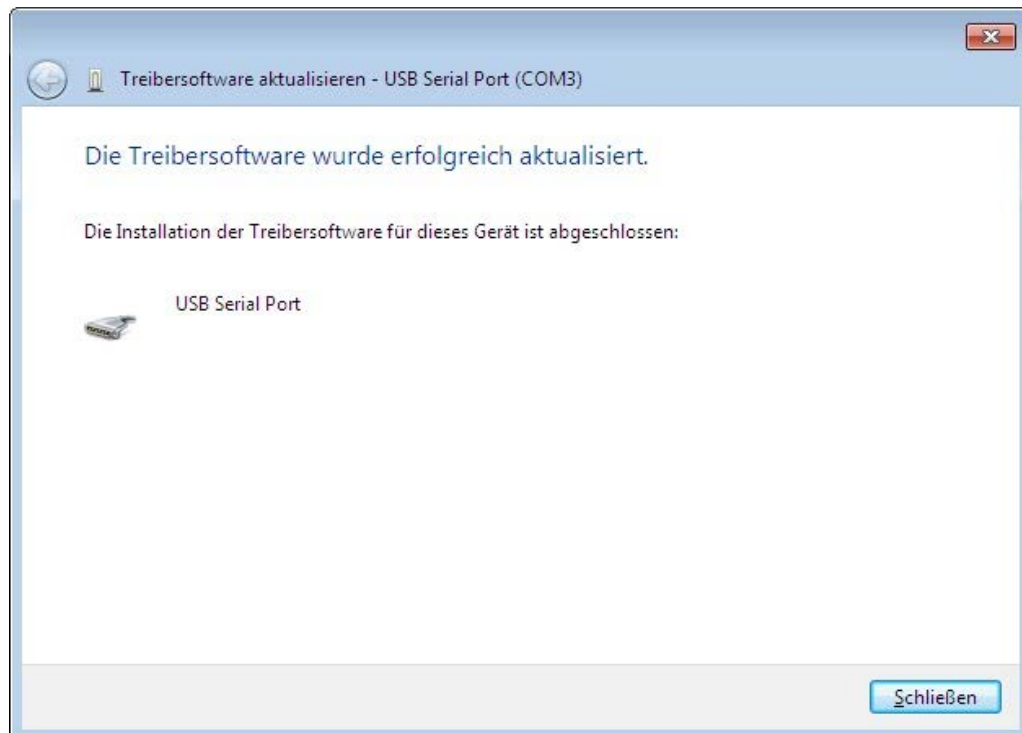 Treibersoftware aktualisieren - USB Serial Port (COM3)
Die Treibersoftware wurde erfolgreich aktualisiert.
Die Installation der Treibersoftware für dieses Gerät ist abgeschlossen:
USB Serial Port
Schließen